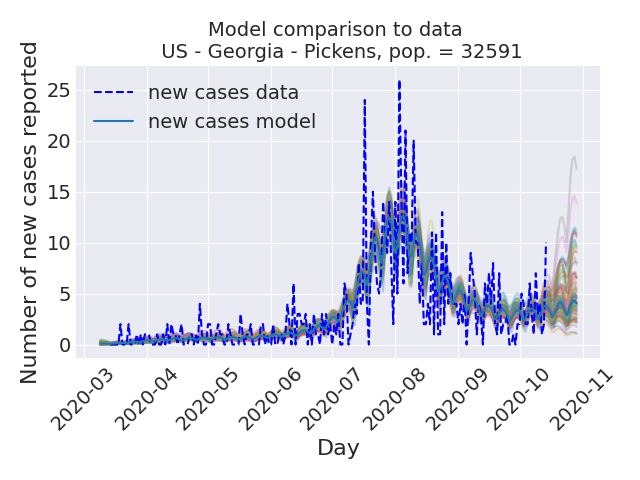 Model comparison to data
US - Georgia - Pickens, pop. = 32591
Number of new cases reported
25
20
15
10
5
0
new cases data
new cases model
2020-03
2020-04
2020-05
2020-06
2020-07
2020-08
2020-09
2020-10
2020-11
Day